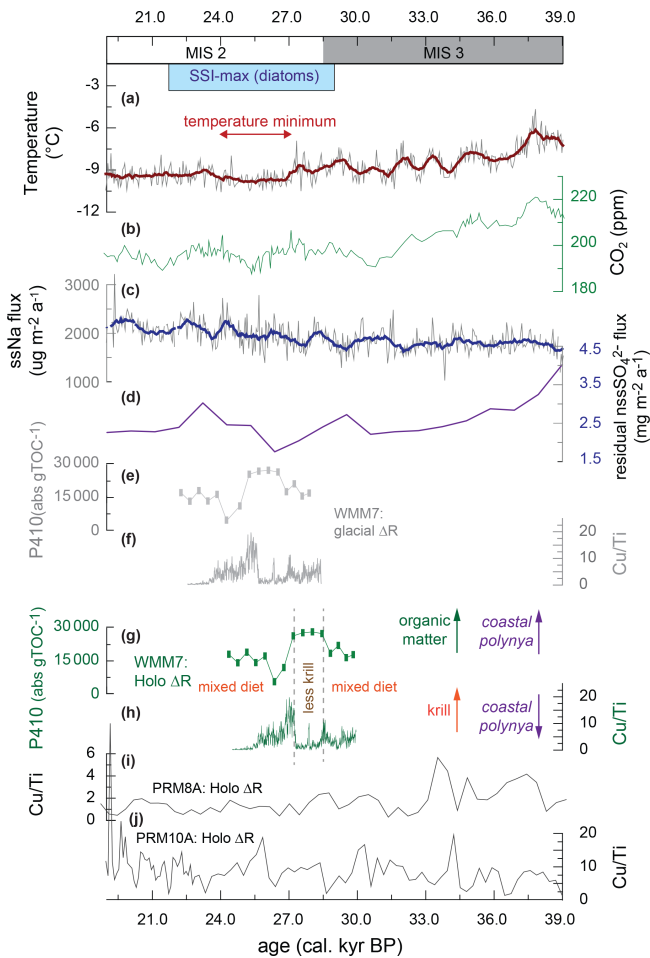 21.0 24.0 27.0 30.0 33.0 36.0 39.0
MIS 2
MIS 3
SSI-max (diatoms)
-3
-6
-9
-12
Temperature
(°C)
(a)
temperature minimum
220
200
180
CO2 (ppm)
(b)
3000
2000
1000
ssNa flux
(ug m-2 a-1)
(c)
4.5
3.5
2.5
1.5
residual nssSO₄²⁻ flux
(mg m-2 a-1)
(d)
30 000
15 000
0
P410(abs gTOC-1)
(e)
WMM7:
glacial ΔR
(f)
20
10
0
Cu/Ti
30 000
15 000
0
P410 (abs gTOC-1)
(g)
WMM7:
Holo ΔR
organic
matter
coastal
polynya
mixed diet
less krill
mixed diet
(h)
krill
coastal
polynya
20
10
0
Cu/Ti
6
4
2
0
Cu/Ti
(i)
PRM8A: Holo ΔR
(j)
PRM10A: Holo ΔR
20
10
0
Cu/Ti
21.0 24.0 27.0 30.0 33.0 36.0 39.0
age (cal. kyr BP)